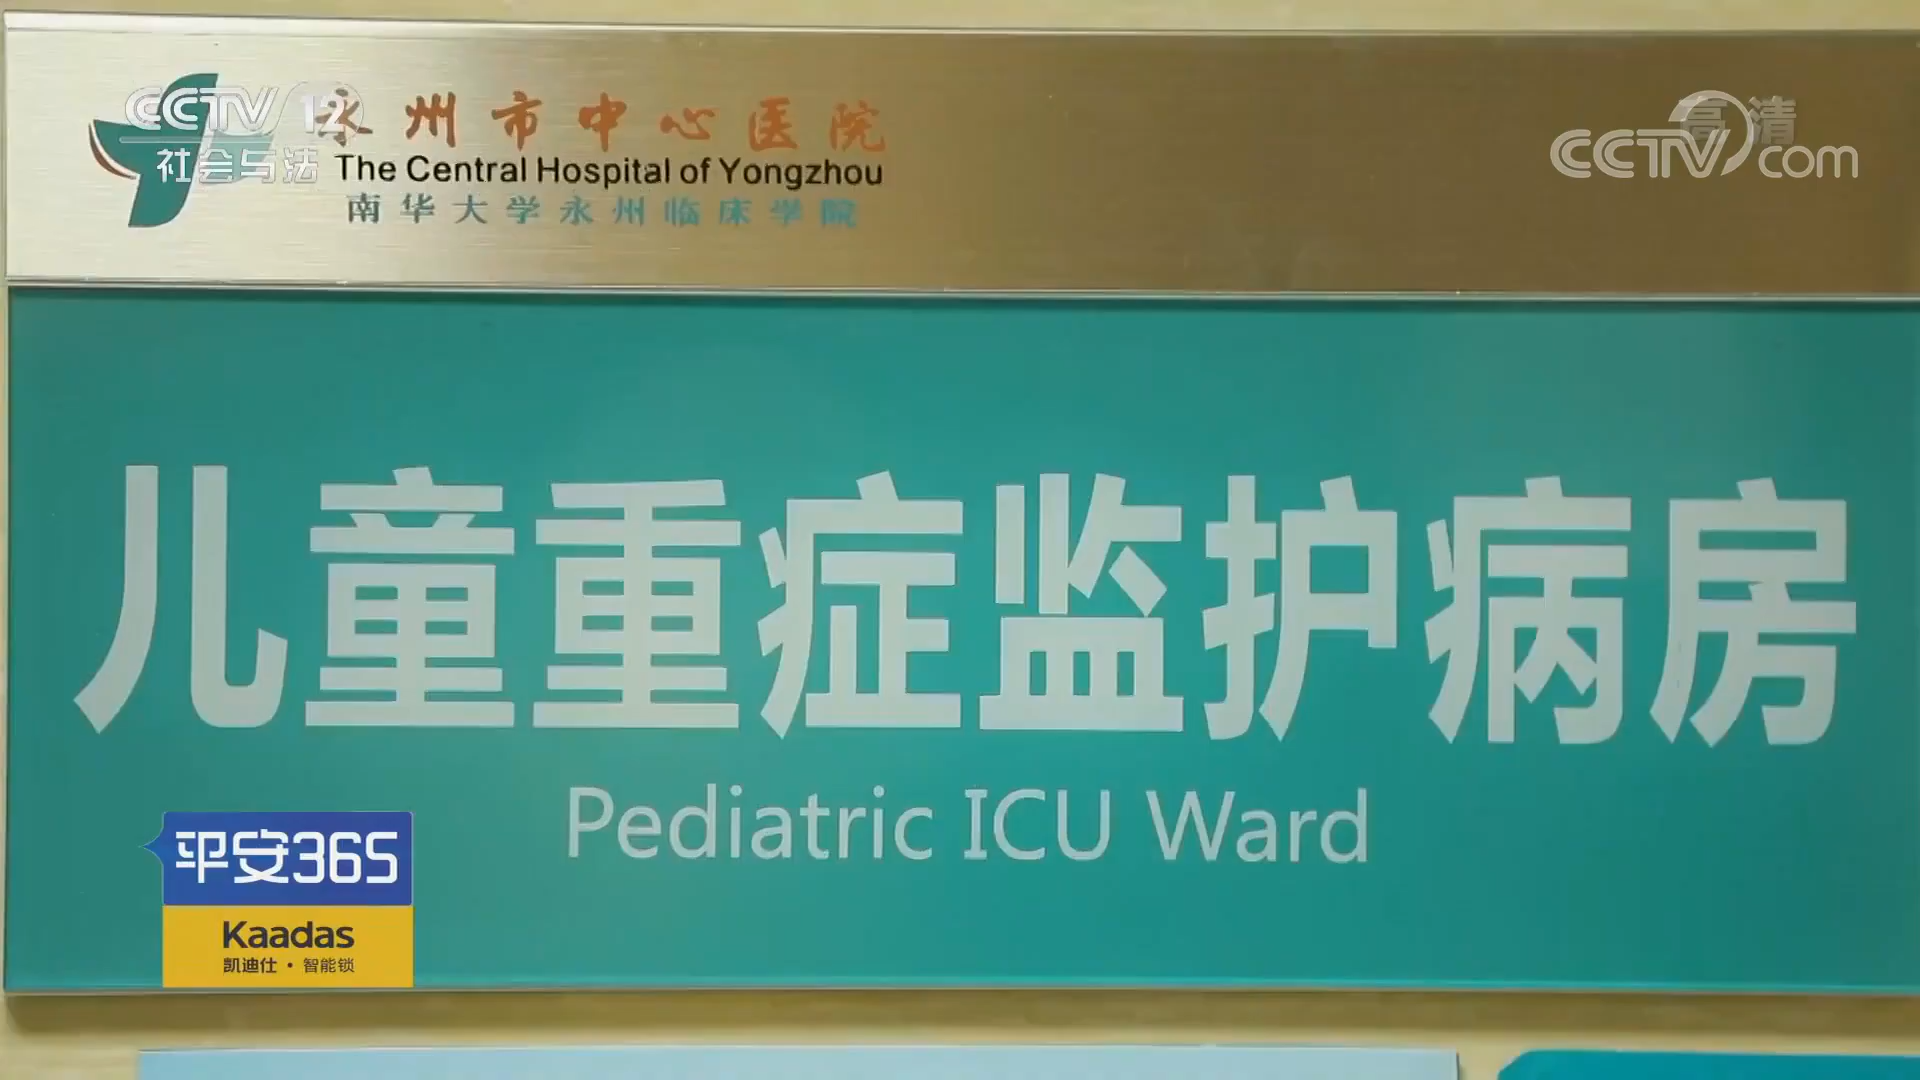 CCTV 12
社会与法
永州市中心医院
The Central Hospital of Yongzhou
南华大学永州临床学院
高清
CCTV.com
儿童重症监护病房
Pediatric ICU Ward
平安365
Kaadas
凯迪仕·智能锁